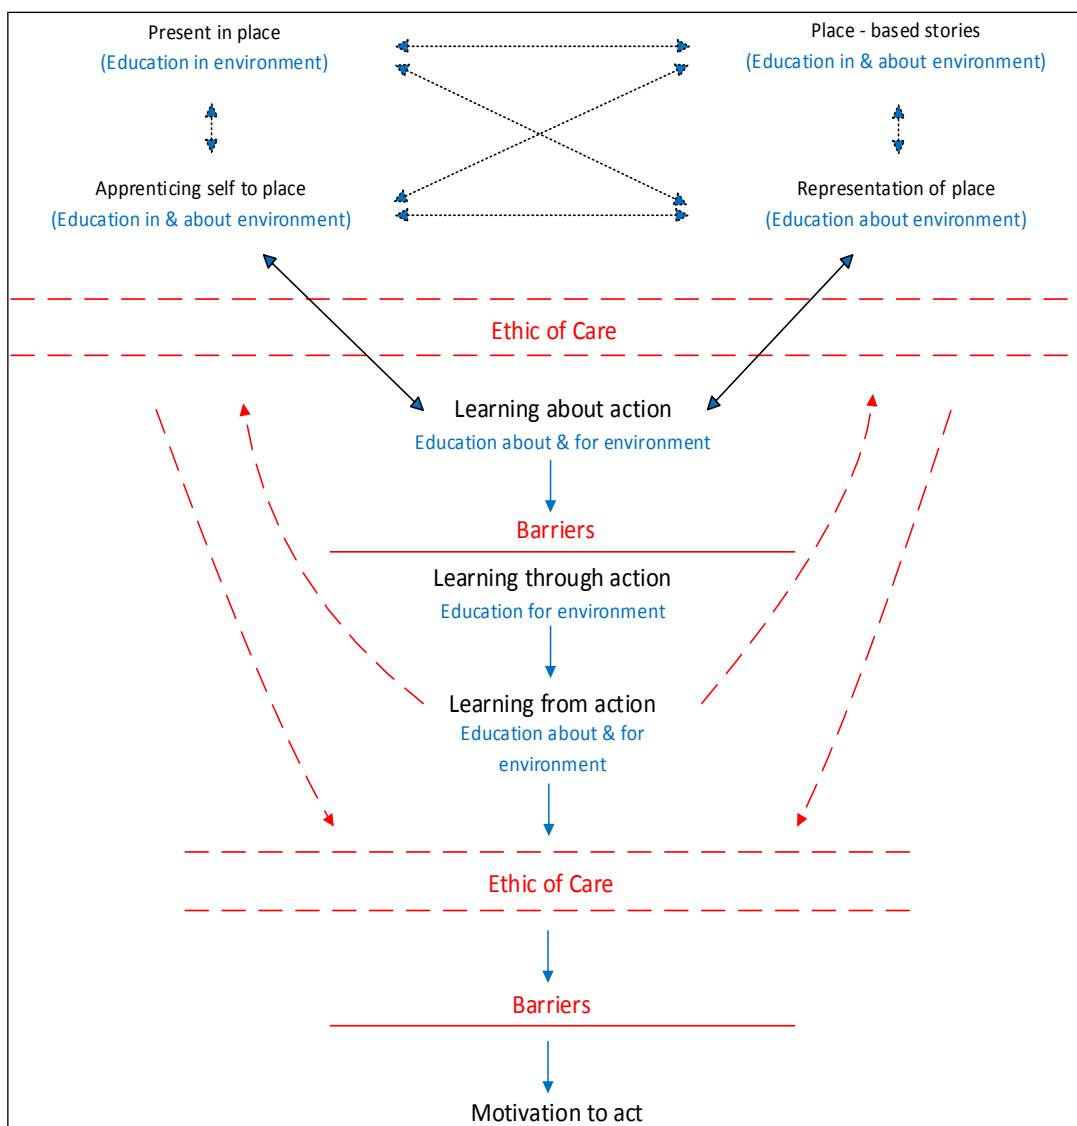 Present in place
(Education in environment)
Place - based stories
(Education in & about environment)
Apprenticing self to place
(Education in & about environment)
Representation of place
(Education about environment)
Ethic of Care
Learning about action
Education about & for environment
Barriers
Learning through action
Education for environment
Learning from action
Education about & for
environment
Ethic of Care
Barriers
Motivation to act